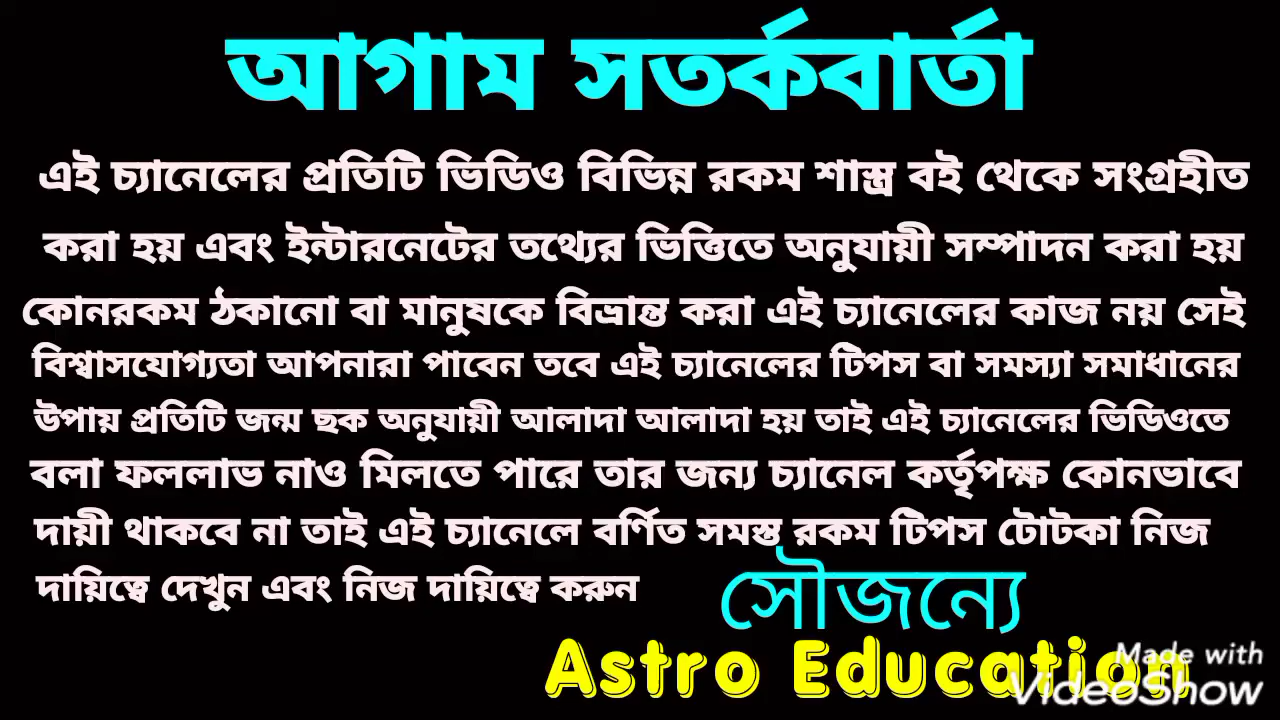 আগাম সতর্কবার্তা
এই চ্যানেলের প্রতিটি ভিডিও বিভিন্ন রকম শাস্ত্র বই থেকে সংগ্রহীত
করা হয় এবং ইন্টারনেটের তথ্যের ভিত্তিতে অনুযায়ী সম্পাদন করা হয়
কোনরকম ঠকানো বা মানুষকে বিভ্রান্ত করা এই চ্যানেলের কাজ নয় সেই
বিশ্বাসযোগ্যতা আপনারা পাবেন তবে এই চ্যানেলের টিপস বা সমস্যা সমাধানের
উপায় প্রতিটি জন্ম ছক অনুযায়ী আলাদা আলাদা হয় তাই এই চ্যানেলের ভিডিওতে
বলা ফললাভ নাও মিলতে পারে তার জন্য চ্যানেল কর্তৃপক্ষ কোনভাবে
দায়ী থাকবে না তাই এই চ্যানেলে বর্ণিত সমস্ত রকম টিপস টোটকা নিজ
দায়িত্বে দেখুন এবং নিজ দায়িত্বে করুন
সৌজন্যে
Astro Education
Made with
VideoShow